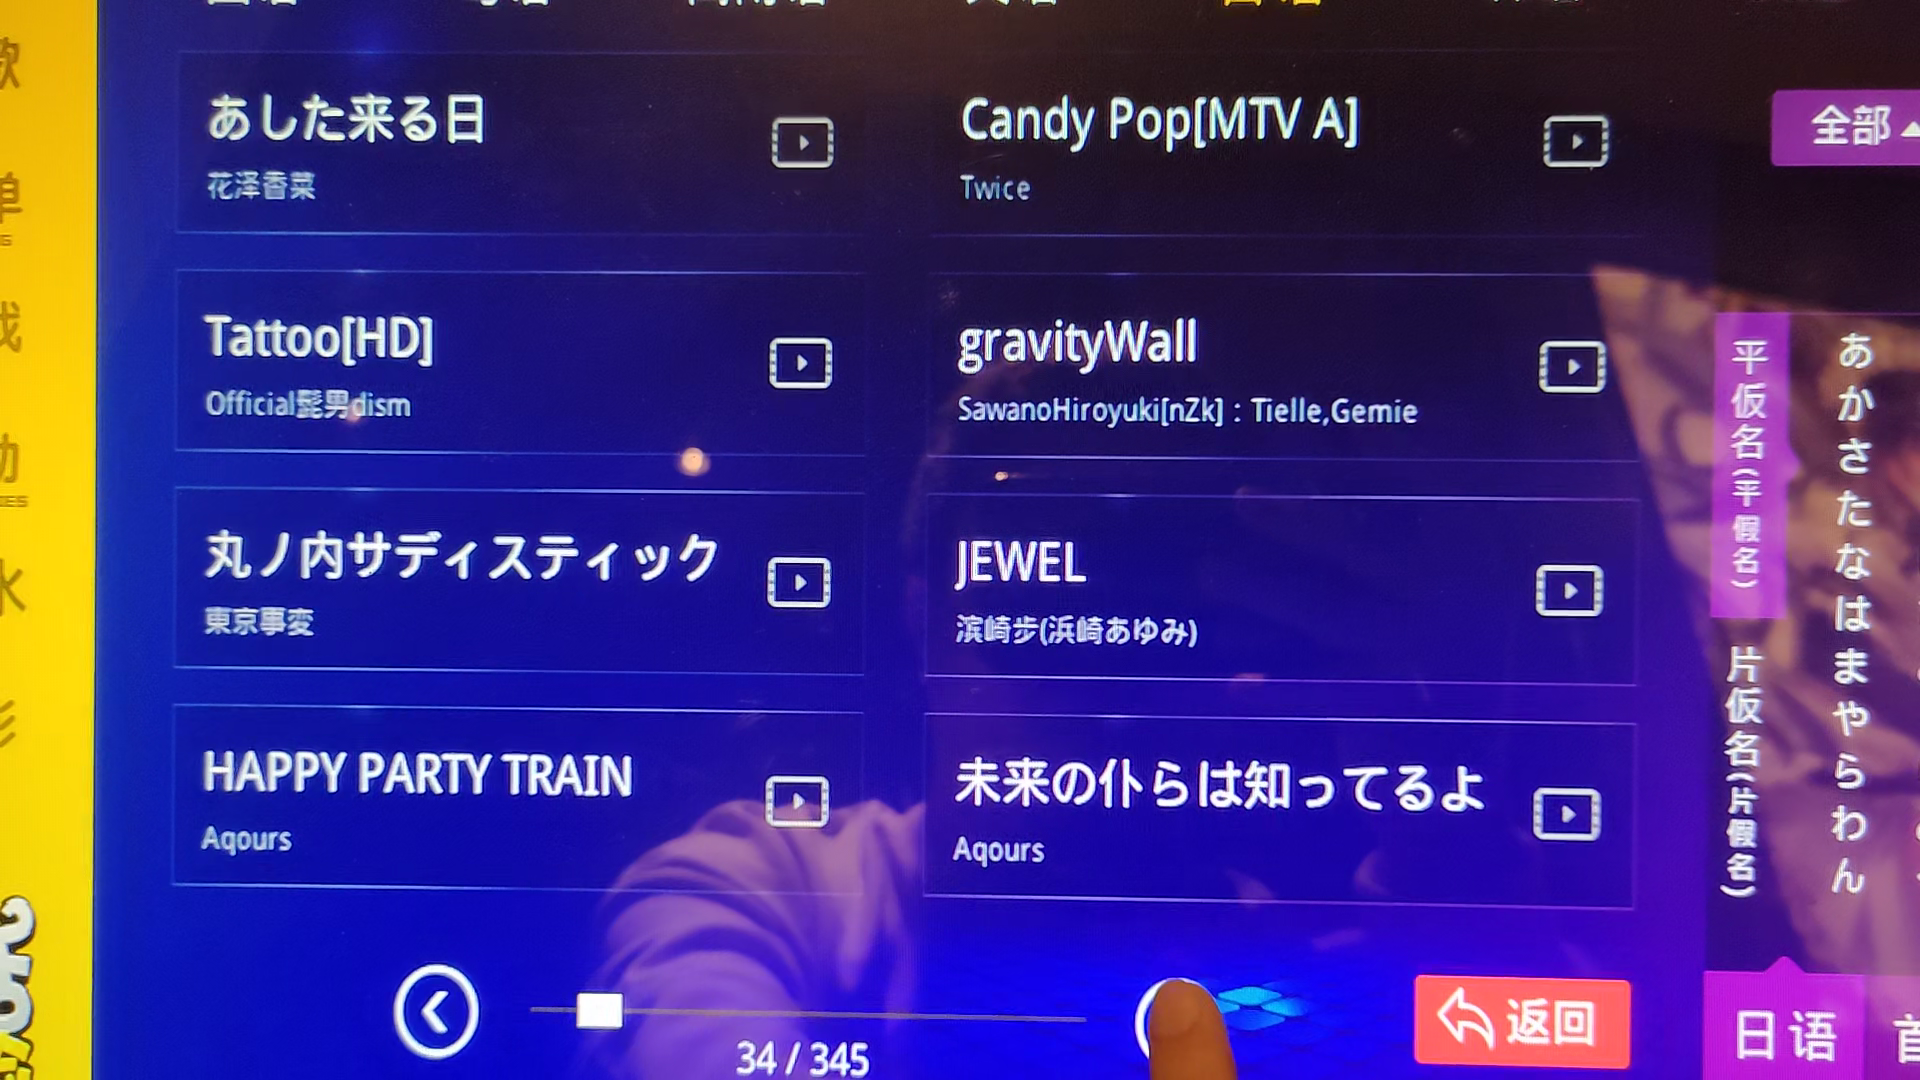 あした来る日
花泽香菜
Candy Pop[MTV A]
Twice
全部
Tattoo[HD]
Official髭男dism
gravityWall
SawanoHiroyuki[nZk] : Tielle,Gemie
丸ノ内サディスティック
東京事変
JEWEL
滨崎步(浜崎あゆみ)
HAPPY PARTY TRAIN
Aqours
未来の仆らは知ってるよ
Aqours
平仮名(平假名)
片仮名(片假名)
あかさたなはまやらわん
34 / 345
返回
日语